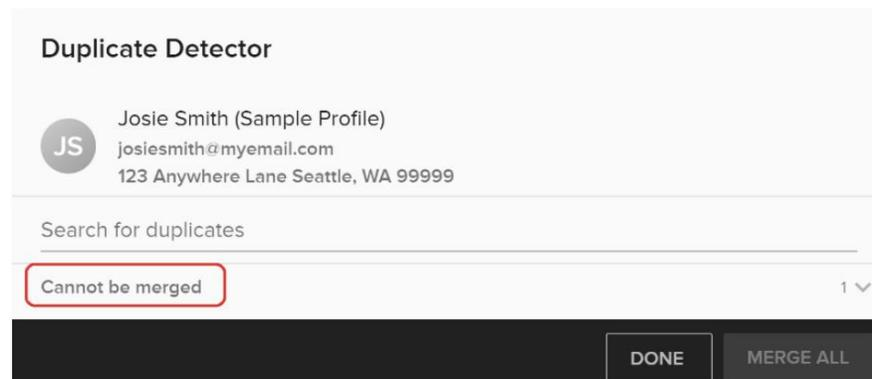 Duplicate Detector
JS
Josie Smith (Sample Profile)
josiesmith@myemail.com
123 Anywhere Lane Seattle, WA 99999
Search for duplicates
Cannot be merged
1
DONE
MERGE ALL